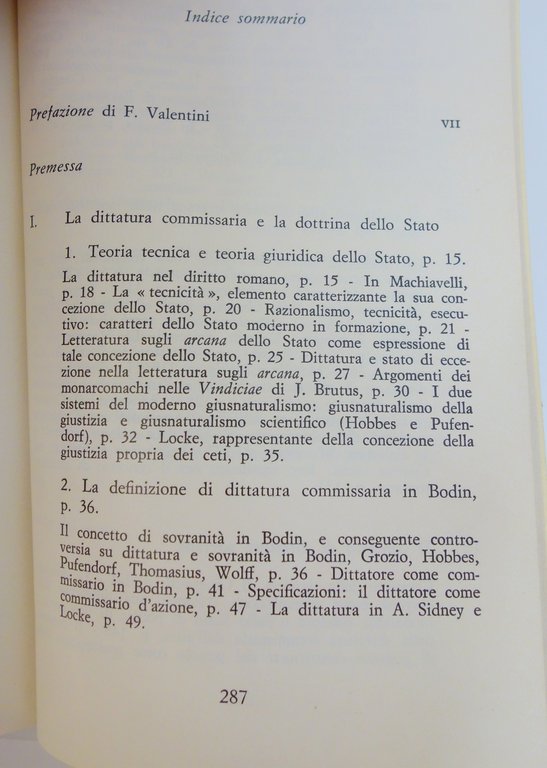 Indice sommario
Prefazione di F. Valentini
VII
Premessa
I. La dittatura commissaria e la dottrina dello Stato
1. Teoria tecnica e teoria giuridica dello Stato, p. 15.
La dittatura nel diritto romano, p. 15 - In Machiavelli,
p. 18 - La « tecnicità », elemento caratterizzante la sua con-
cezione dello Stato, p. 20 - Razionalismo, tecnicità, esecu-
tivo: caratteri dello Stato moderno in formazione, p. 21 -
Letteratura sugli arcana dello Stato come espressione di
tale concezione dello Stato, p. 25 - Dittatura e stato di ecce-
zione nella letteratura sugli arcana, p. 27 - Argomenti dei
monarcomachi nelle Vindiciae di J. Brutus, p. 30 - I due
sistemi del moderno giusnaturalismo: giusnaturalismo della
giustizia e giusnaturalismo scientifico (Hobbes e Pufen-
dorf), p. 32 - Locke, rappresentante della concezione della
giustizia propria dei ceti, p. 35.
2. La definizione di dittatura commissaria in Bodin,
p. 36.
Il concetto di sovranità in Bodin, e conseguente contro-
versia su dittatura e sovranità in Bodin, Grozio, Hobbes,
Pufendorf, Thomasius, Wolff, p. 36 - Dittatore come com-
missario in Bodin, p. 41 - Specificazioni: il dittatore come
commissario d'azione, p. 47 - La dittatura in A. Sidney e
Locke, p. 49.
287